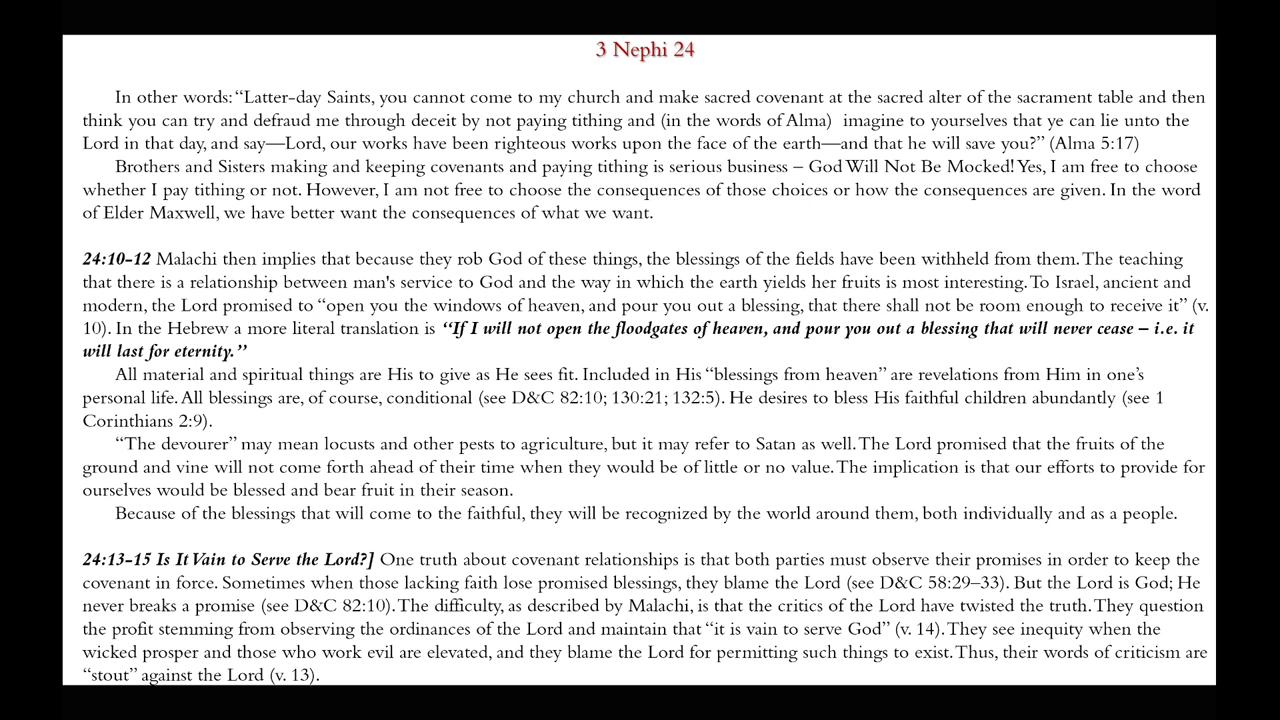 3 Nephi 24
In other words: “Latter-day Saints, you cannot come to my church and make sacred covenant at the sacred alter of the sacrament table and then
think you can try and defraud me through deceit by not paying tithing and (in the words of Alma) imagine to yourselves that ye can lie unto the
Lord in that day, and say—Lord, our works have been righteous works upon the face of the earth—and that he will save you?” (Alma 5:17)
Brothers and Sisters making and keeping covenants and paying tithing is serious business – God Will Not Be Mocked! Yes, I am free to choose
whether I pay tithing or not. However, I am not free to choose the consequences of those choices or how the consequences are given. In the word
of Elder Maxwell, we have better want the consequences of what we want.
24:10-12 Malachi then implies that because they rob God of these things, the blessings of the fields have been withheld from them. The teaching
that there is a relationship between man's service to God and the way in which the earth yields her fruits is most interesting. To Israel, ancient and
modern, the Lord promised to “open you the windows of heaven, and pour you out a blessing, that there shall not be room enough to receive it” (v.
10). In the Hebrew a more literal translation is “If I will not open the floodgates of heaven, and pour you out a blessing that will never cease – i.e. it
will last for eternity.”
All material and spiritual things are His to give as He sees fit. Included in His “blessings from heaven” are revelations from Him in one’s
personal life. All blessings are, of course, conditional (see D&C 82:10; 130:21; 132:5). He desires to bless His faithful children abundantly (see 1
Corinthians 2:9).
“The devourer” may mean locusts and other pests to agriculture, but it may refer to Satan as well. The Lord promised that the fruits of the
ground and vine will not come forth ahead of their time when they would be of little or no value. The implication is that our efforts to provide for
ourselves would be blessed and bear fruit in their season.
Because of the blessings that will come to the faithful, they will be recognized by the world around them, both individually and as a people.
24:13-15 Is It Vain to Serve the Lord?] One truth about covenant relationships is that both parties must observe their promises in order to keep the
covenant in force. Sometimes when those lacking faith lose promised blessings, they blame the Lord (see D&C 58:29–33). But the Lord is God; He
never breaks a promise (see D&C 82:10). The difficulty, as described by Malachi, is that the critics of the Lord have twisted the truth. They question
the profit stemming from observing the ordinances of the Lord and maintain that “it is vain to serve God” (v. 14). They see inequity when the
wicked prosper and those who work evil are elevated, and they blame the Lord for permitting such things to exist. Thus, their words of criticism are
“stout” against the Lord (v. 13).